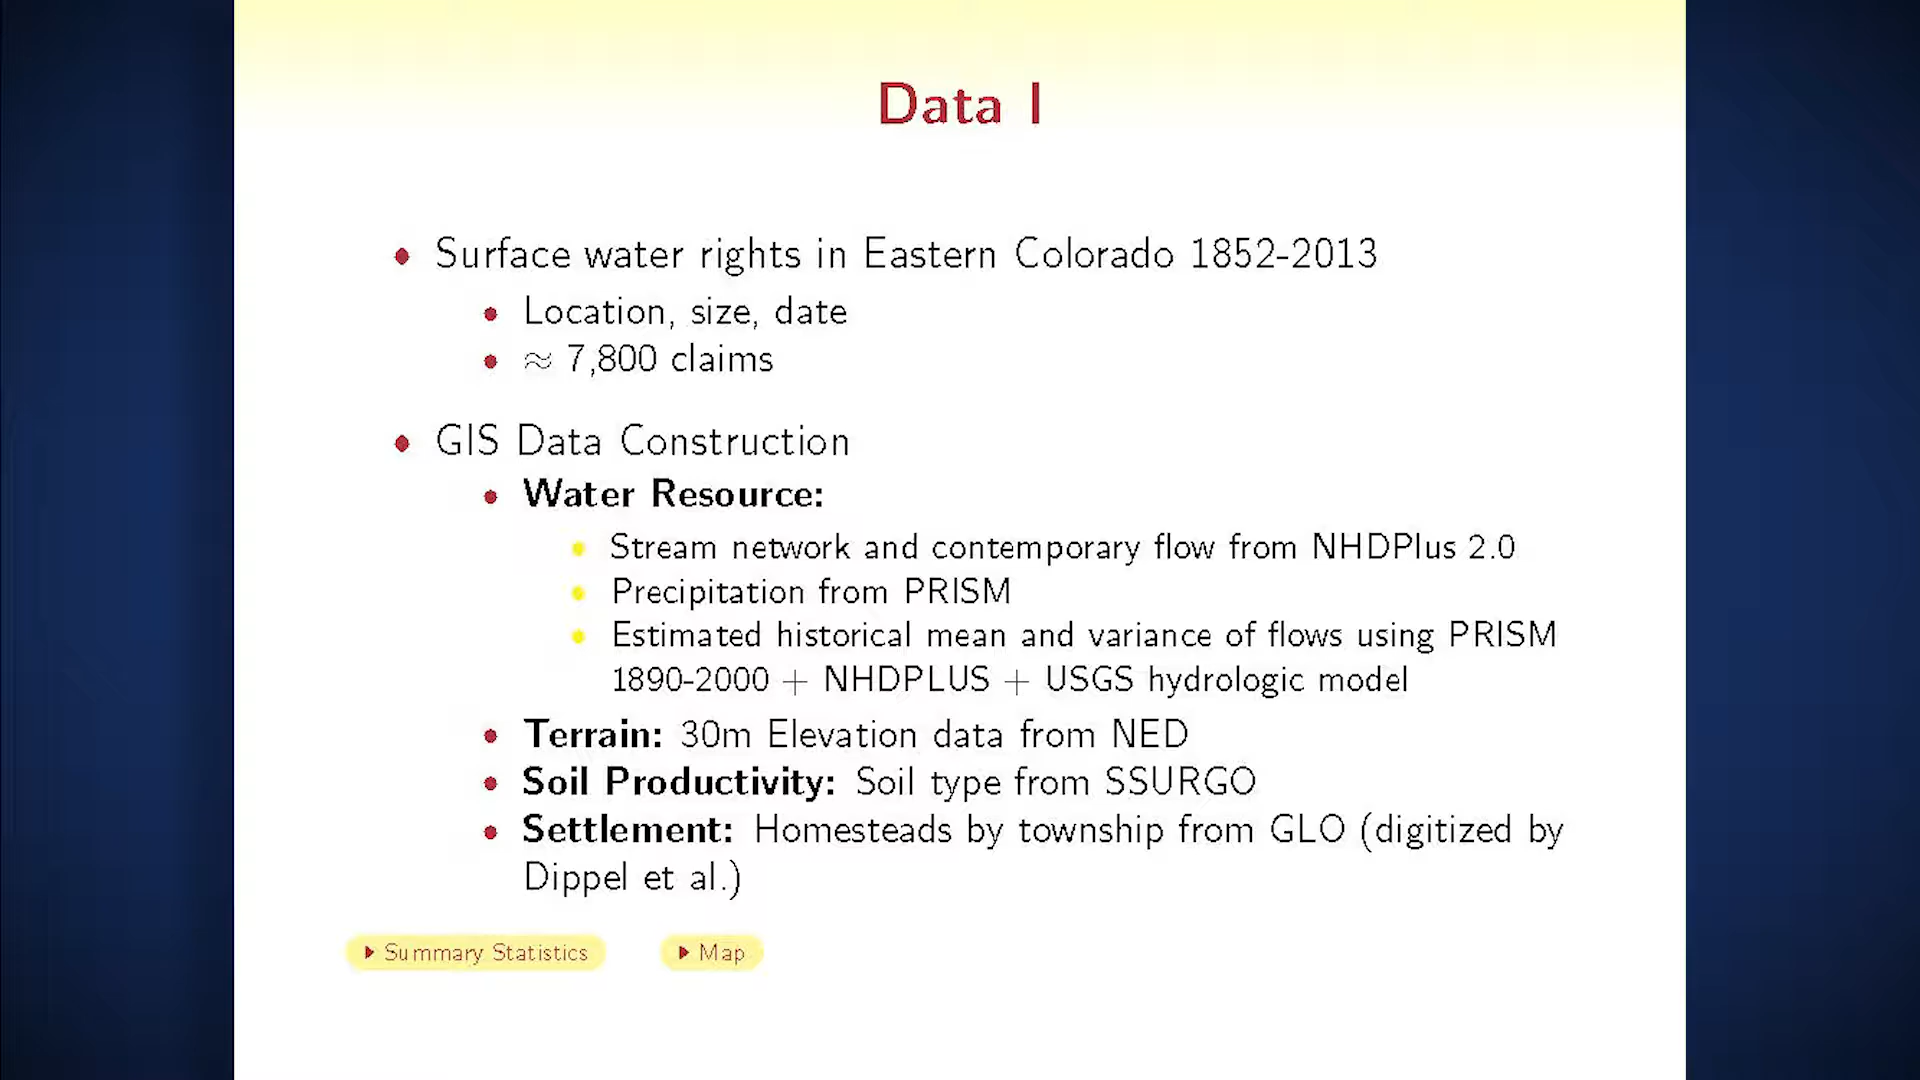 Data I
Surface water rights in Eastern Colorado 1852-2013
Location, size, date
≈ 7,800 claims
GIS Data Construction
Water Resource:
Stream network and contemporary flow from NHDPlus 2.0
Precipitation from PRISM
Estimated historical mean and variance of flows using PRISM
1890-2000 + NHDPLUS + USGS hydrologic model
Terrain: 30m Elevation data from NED
Soil Productivity: Soil type from SSURGO
Settlement: Homesteads by township from GLO (digitized by
Dippel et al.)
Summary Statistics
Map